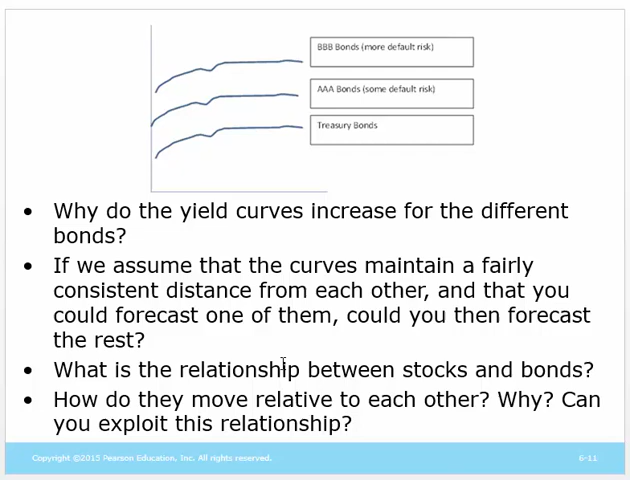 BBB Bonds (more default risk)
AAA Bonds (some default risk)
Treasury Bonds
• Why do the yield curves increase for the different
bonds?
• If we assume that the curves maintain a fairly
consistent distance from each other, and that you
could forecast one of them, could you then forecast
the rest?
• What is the relationship between stocks and bonds?
• How do they move relative to each other? Why? Can
you exploit this relationship?
Copyright ©2015 Pearson Education, Inc. All rights reserved.
6-11